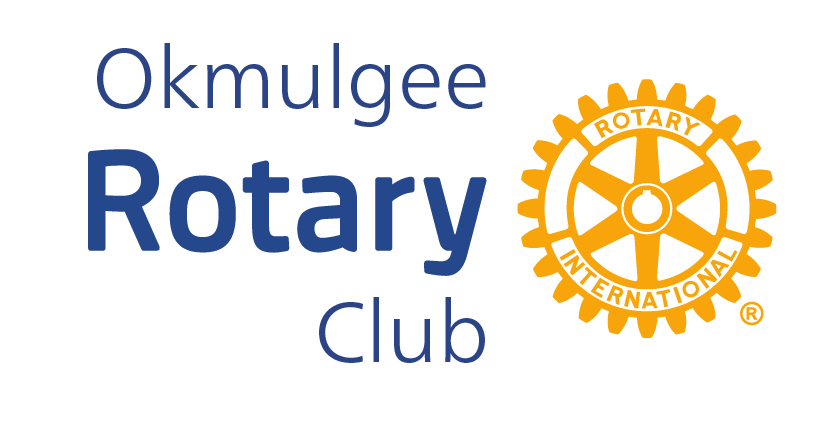 Okmulgee
Rotary
Club
ROTARY
INTERNATIONAL
®